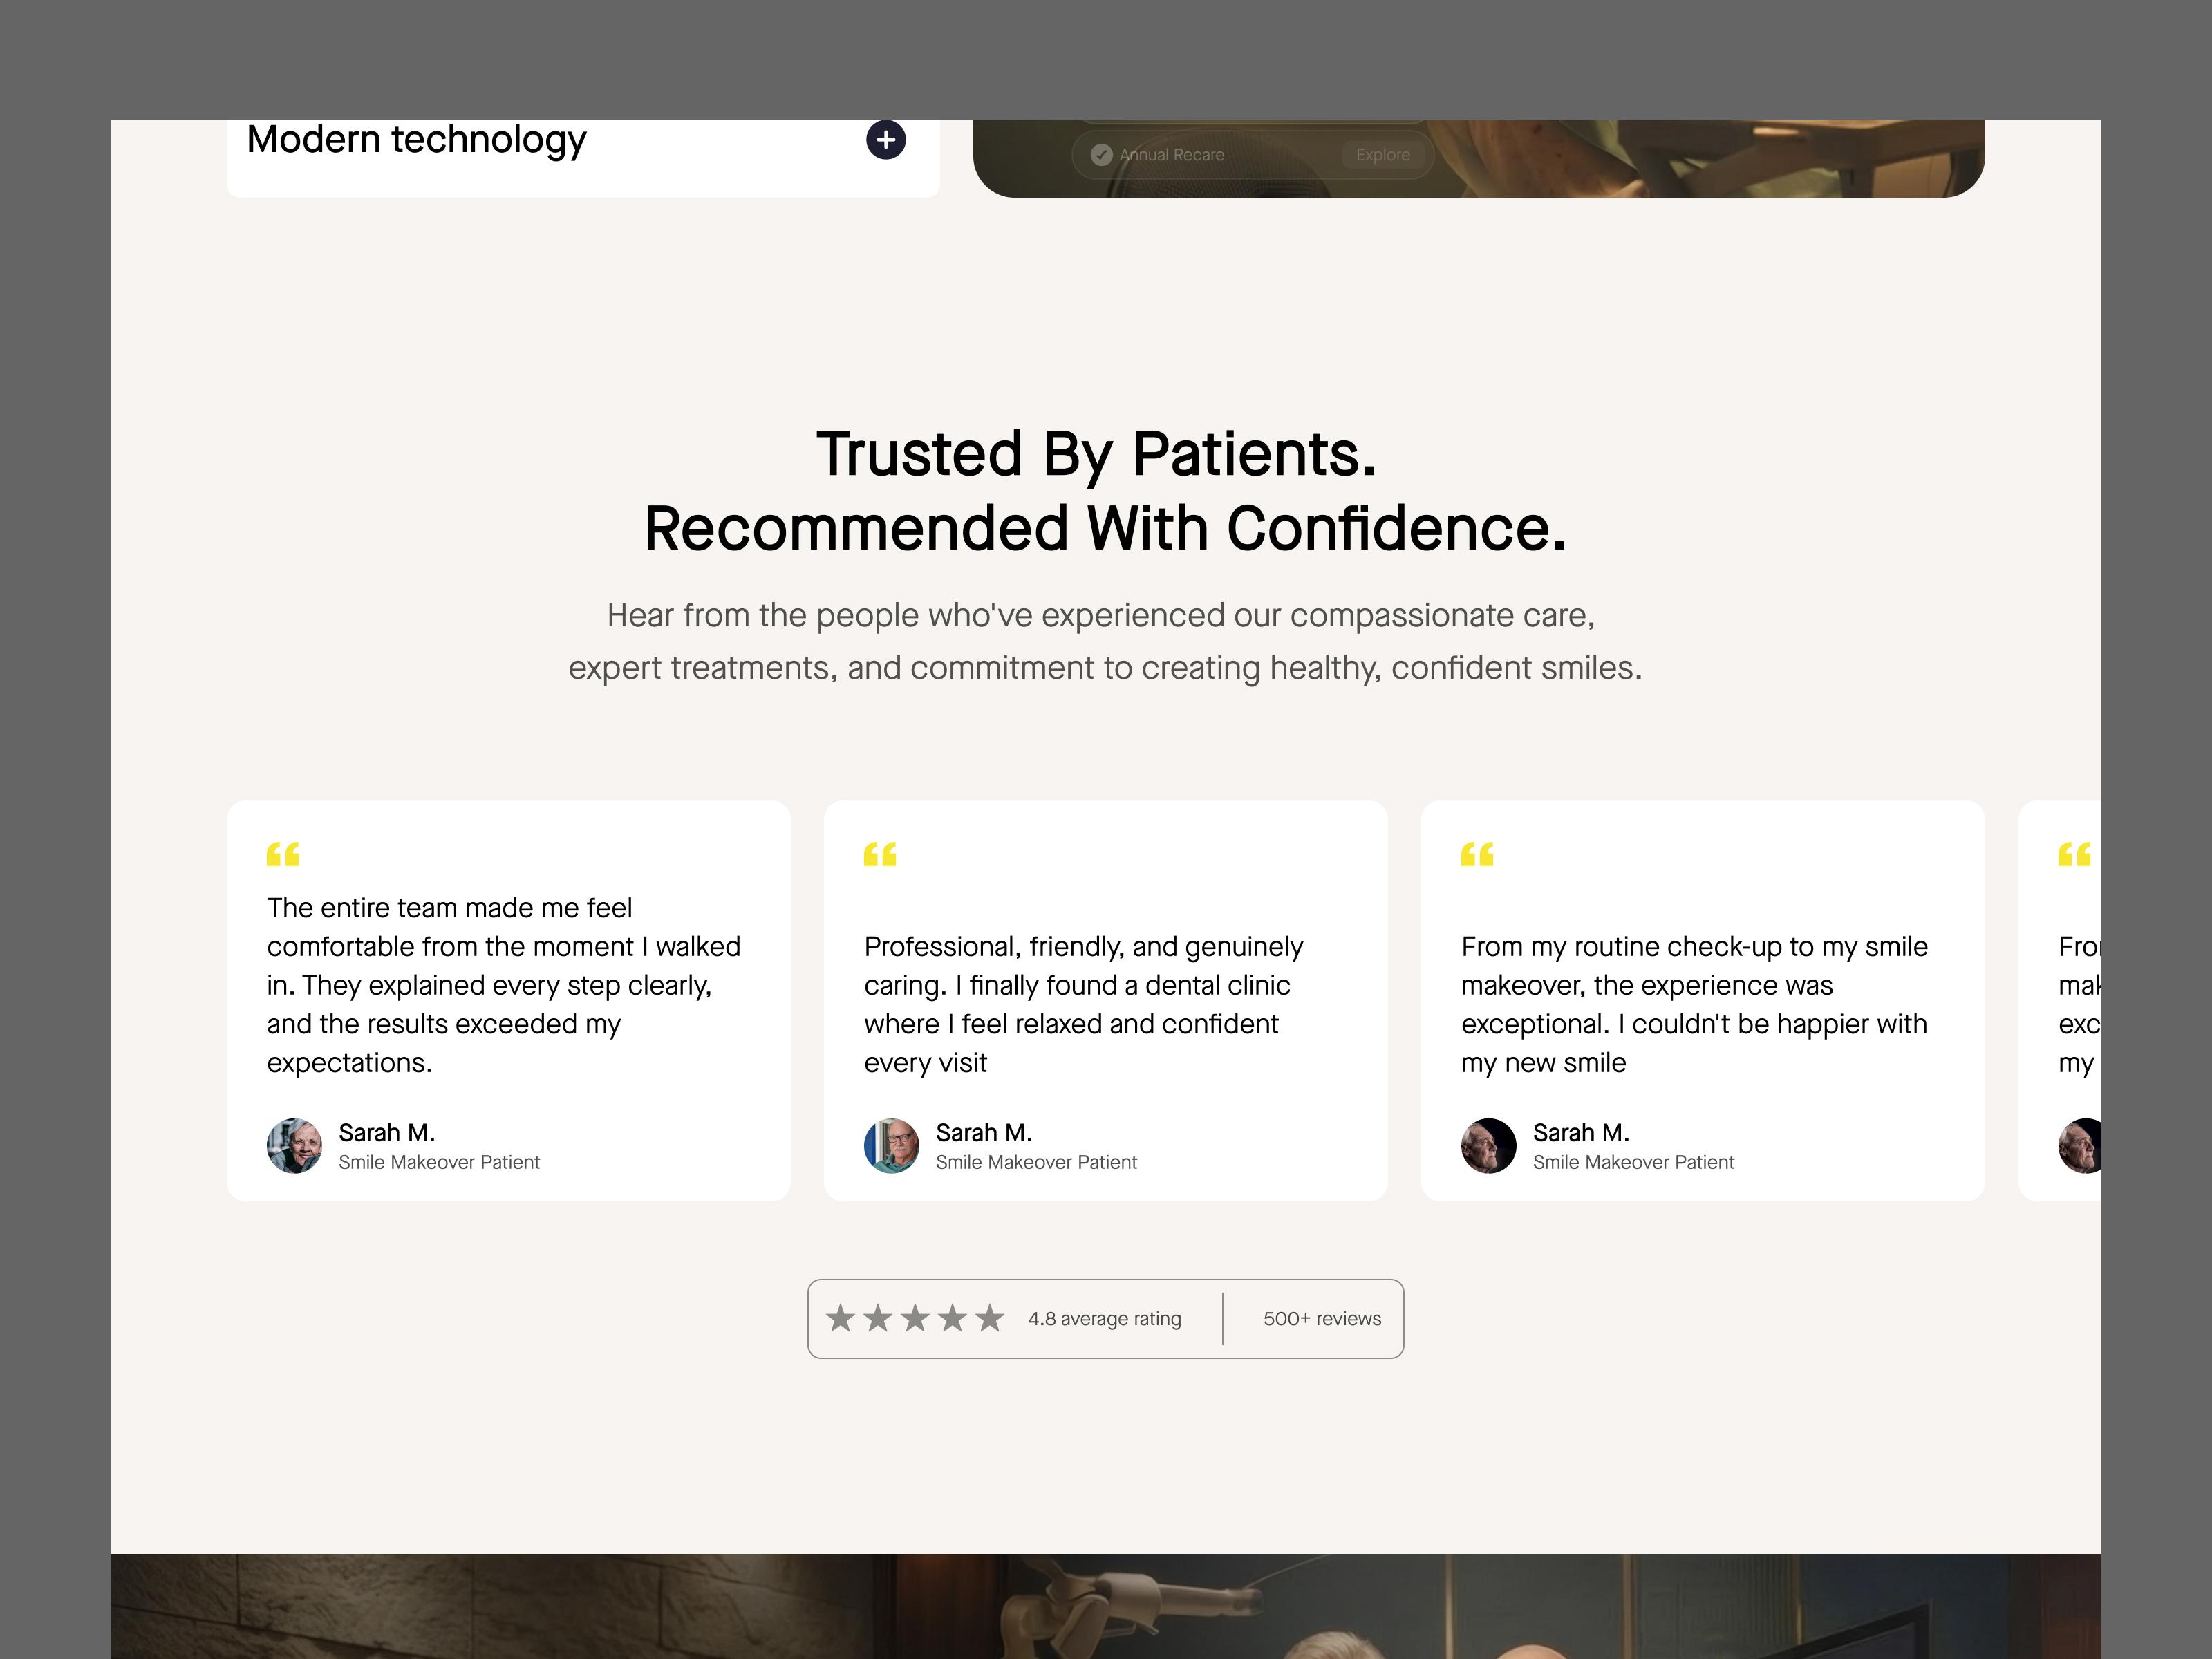 Modern technology
Annual Recare
Explore
Trusted By Patients.
Recommended With Confidence.
Hear from the people who've experienced our compassionate care,
expert treatments, and commitment to creating healthy, confident smiles.
“
The entire team made me feel
comfortable from the moment I walked
in. They explained every step clearly,
and the results exceeded my
expectations.
Sarah M.
Smile Makeover Patient
“
Professional, friendly, and genuinely
caring. I finally found a dental clinic
where I feel relaxed and confident
every visit
Sarah M.
Smile Makeover Patient
“
From my routine check-up to my smile
makeover, the experience was
exceptional. I couldn't be happier with
my new smile
Sarah M.
Smile Makeover Patient
“
my
4.8 average rating
500+ reviews